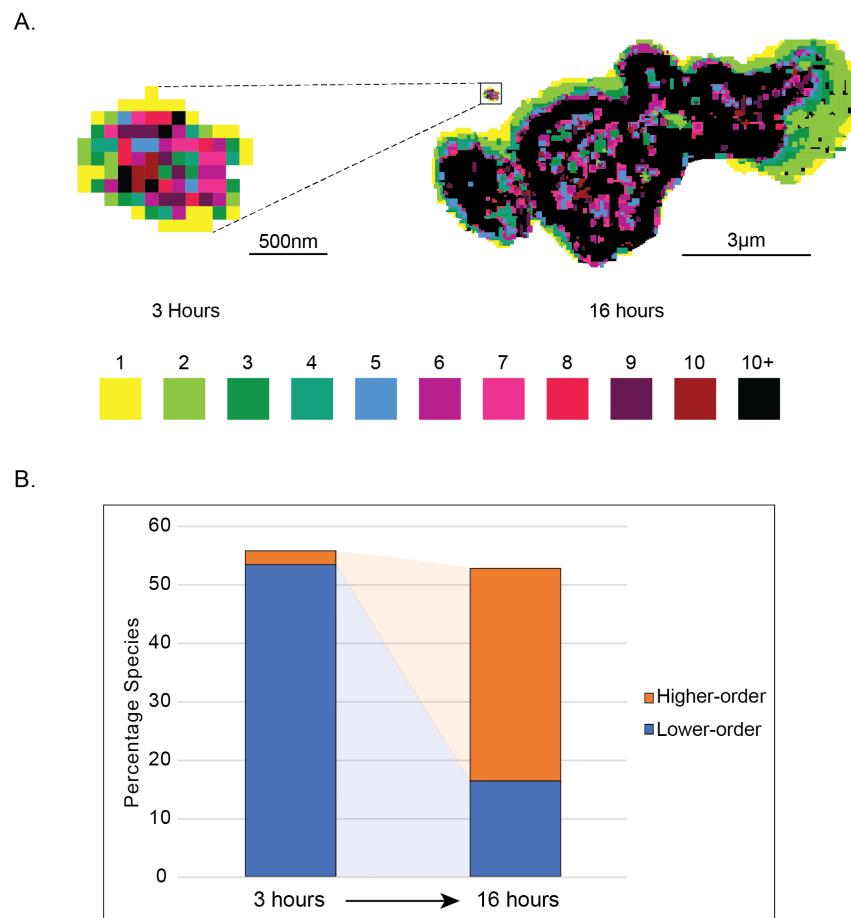 A.
500nm
3µm
3 Hours
16 hours
1 2 3 4 5 6 7 8 9 10 10+
B.
60
50
40
30
20
10
0
Percentage Species
Higher-order
Lower-order
3 hours
16 hours